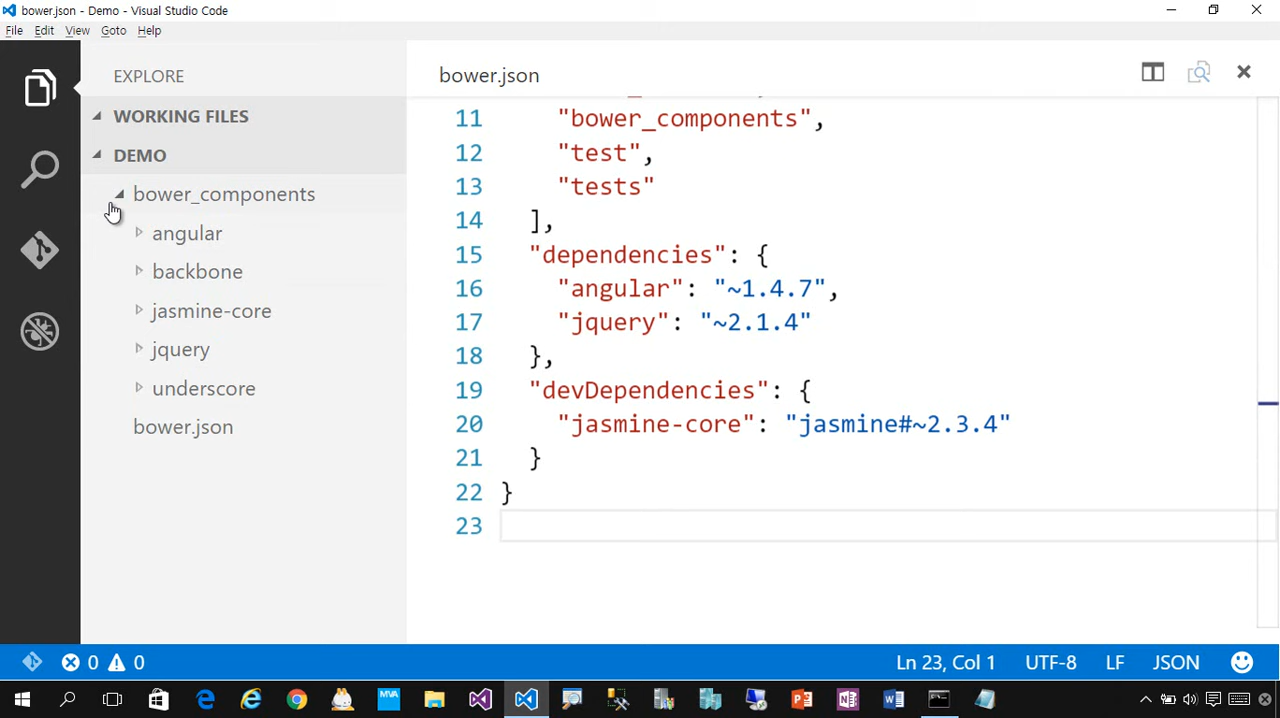 bower.json - Demo - Visual Studio Code
File Edit View Goto Help
EXPLORE
WORKING FILES
DEMO
bower_components
angular
backbone
jasmine-core
jquery
underscore
bower.json
bower.json
11 "bower_components",
12 "test",
13 "tests"
14 ],
15 "dependencies": {
16 "angular": "~1.4.7",
17 "jquery": "~2.1.4"
18 },
19 "devDependencies": {
20 "jasmine-core": "jasmine#~2.3.4"
21 }
22 }
23
0 0 Ln 23, Col 1 UTF-8 LF JSON
MVA